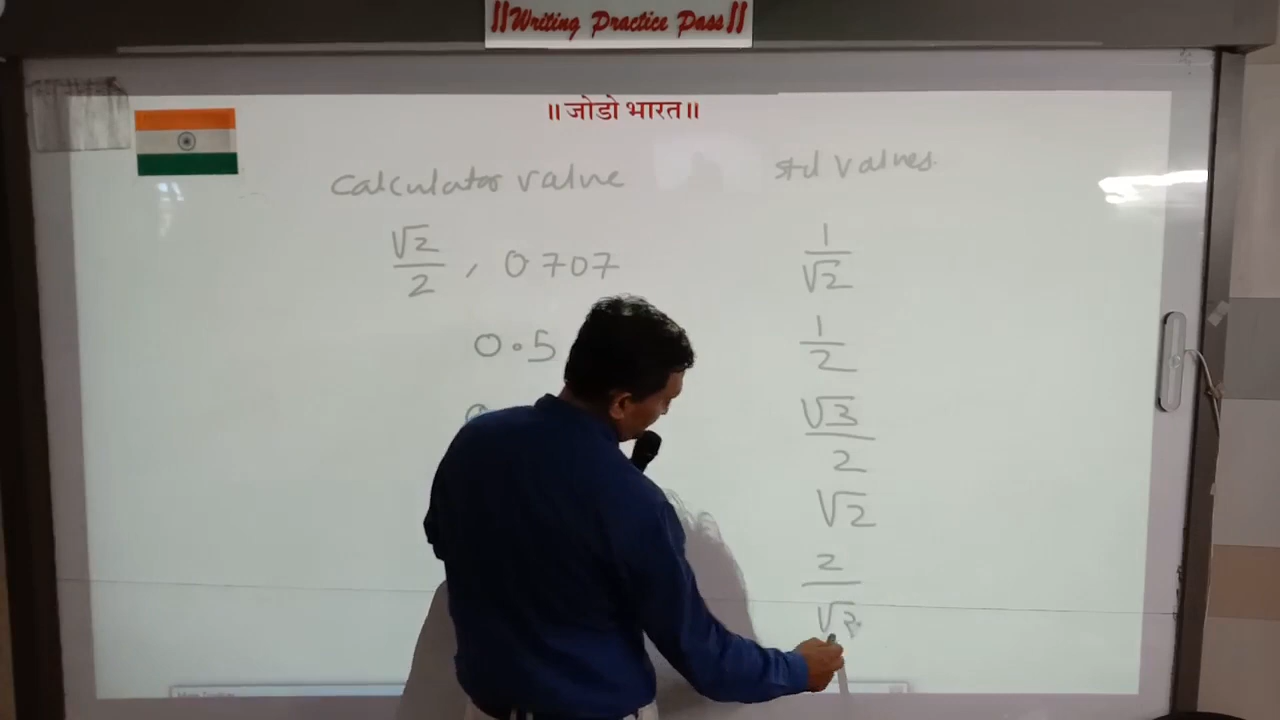 ॥Writing Practice Pass॥
॥जोडो भारत॥
Calculator value
std values
√2/2 , 0 707
1/√2
0.5
1/2
√3/2
√2
2/√3